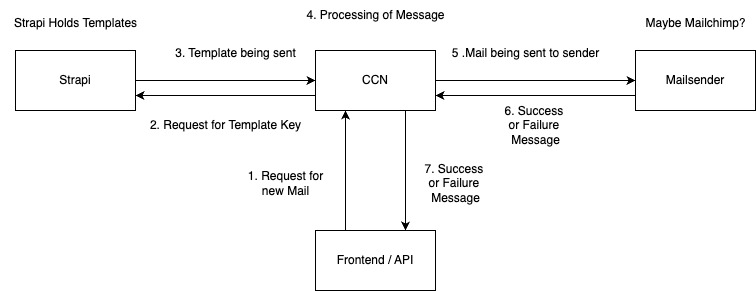 4. Processing of Message
Strapi Holds Templates
Maybe Mailchimp?
3. Template being sent
5 .Mail being sent to sender
Strapi
CCN
Mailsender
2. Request for Template Key
6. Success
or Failure
Message
1. Request for
new Mail
7. Success
or Failure
Message
Frontend / API